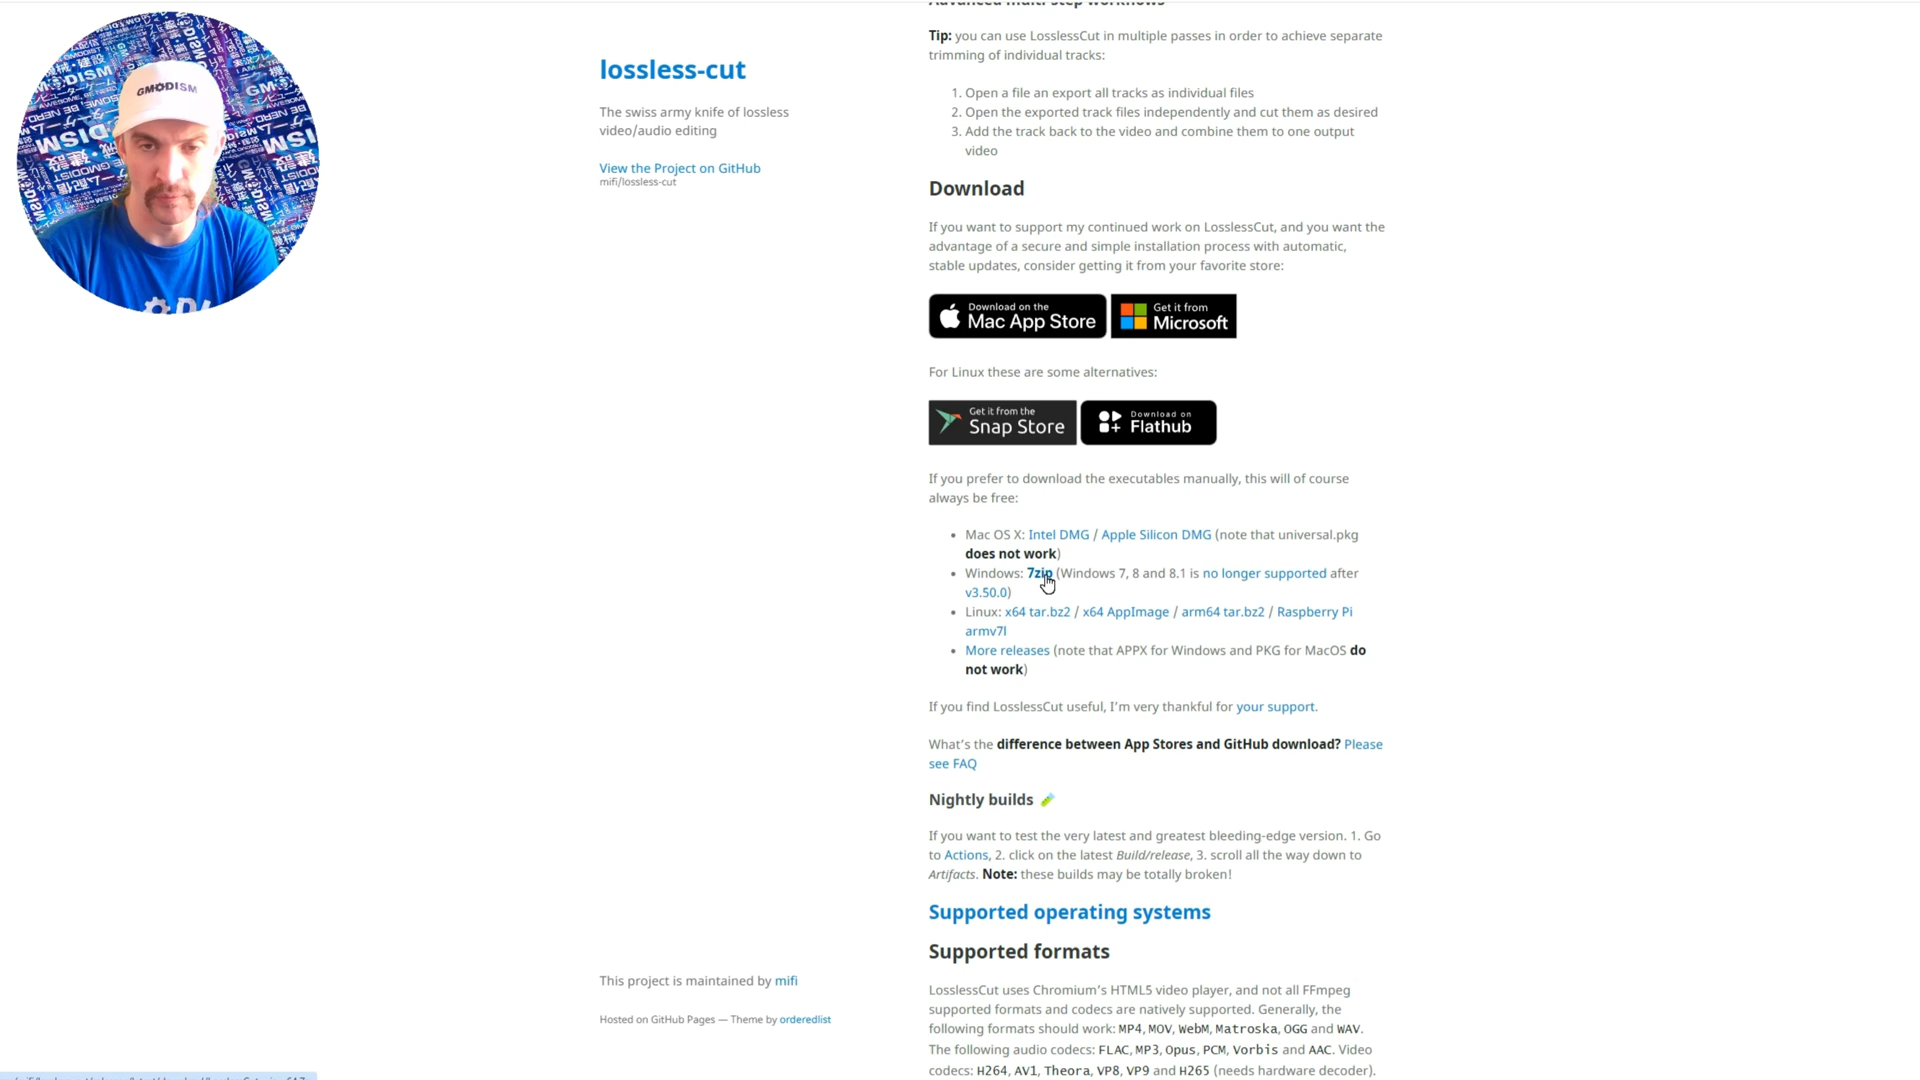 Advanced multi-step workflows
Tip: you can use LosslessCut in multiple passes in order to achieve separate
trimming of individual tracks:
lossless-cut
The swiss army knife of lossless
video/audio editing
View the Project on GitHub
mifi/lossless-cut
1. Open a file an export all tracks as individual files
2. Open the exported track files independently and cut them as desired
3. Add the track back to the video and combine them to one output
video
GMODISM
Download
If you want to support my continued work on LosslessCut, and you want the
advantage of a secure and simple installation process with automatic,
stable updates, consider getting it from your favorite store:
Download on the
Mac App Store
Get it from
Microsoft
For Linux these are some alternatives:
Get it from the
Snap Store
Download on
Flathub
If you prefer to download the executables manually, this will of course
always be free:
• Mac OS X: Intel DMG / Apple Silicon DMG (note that universal.pkg
does not work)
• Windows: 7zip (Windows 7, 8 and 8.1 is no longer supported after
v3.50.0)
• Linux: x64 tar.bz2 / x64 AppImage / arm64 tar.bz2 / Raspberry Pi
armv7l
• More releases (note that APPX for Windows and PKG for MacOS do
not work)
If you find LosslessCut useful, I'm very thankful for your support.
What's the difference between App Stores and GitHub download? Please
see FAQ
Nightly builds
If you want to test the very latest and greatest bleeding-edge version. 1. Go
to Actions, 2. click on the latest Build/release, 3. scroll all the way down to
Artifacts. Note: these builds may be totally broken!
Supported operating systems
Supported formats
This project is maintained by mifi
Hosted on GitHub Pages — Theme by orderedlist
LosslessCut uses Chromium's HTML5 video player, and not all FFmpeg
supported formats and codecs are natively supported. Generally, the
following formats should work: MP4, MOV, WebM, Matroska, OGG and WAV.
The following audio codecs: FLAC, MP3, Opus, PCM, Vorbis and AAC. Video
codecs: H264, AV1, Theora, VP8, VP9 and H265 (needs hardware decoder).